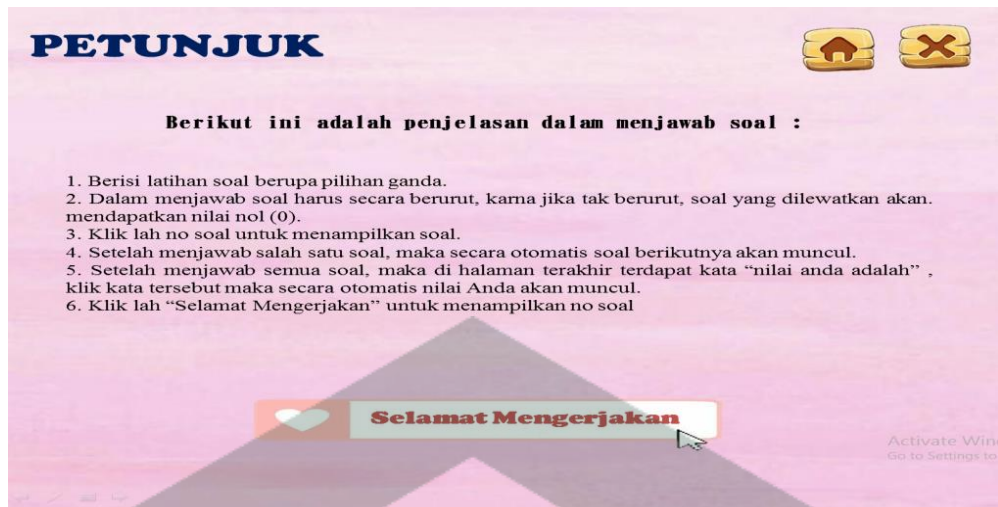 PETUNJUK
Berikut ini adalah penjelasan dalam menjawab soal :
1. Berisi latihan soal berupa pilihan ganda.
2. Dalam menjawab soal harus secara berurut, karna jika tak berurut, soal yang dilewatkan akan.
mendapatkan nilai nol (0).
3. Klik lah no soal untuk menampilkan soal.
4. Setelah menjawab salah satu soal, maka secara otomatis soal berikutnya akan muncul.
5. Setelah menjawab semua soal, maka di halaman terakhir terdapat kata “nilai anda adalah” ,
klik kata tersebut maka secara otomatis nilai Anda akan muncul.
6. Klik lah “Selamat Mengerjakan” untuk menampilkan no soal
Selamat Mengerjakan
Activate Win
Go to Settings to